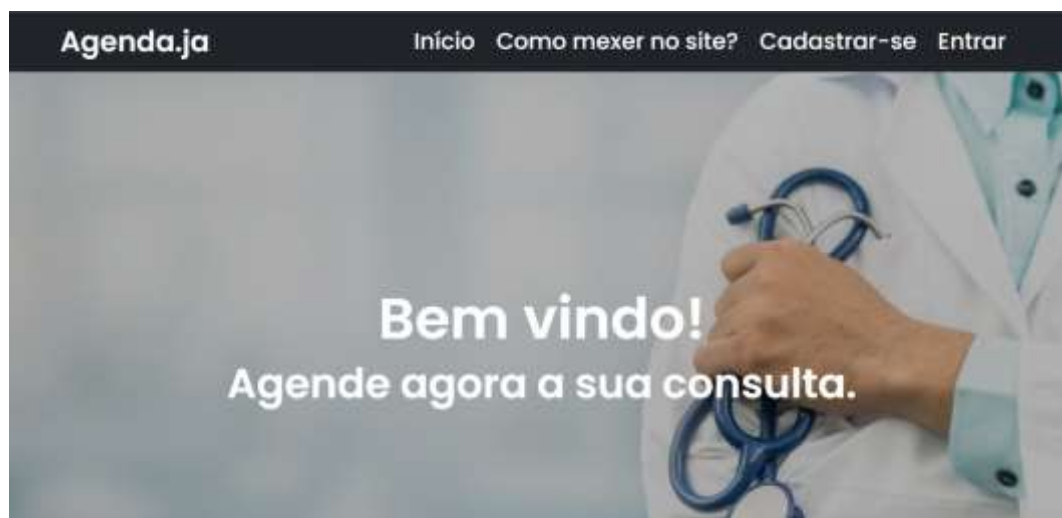 Agenda.ja
Início Como mexer no site? Cadastrar-se Entrar
Bem vindo!
Agende agora a sua consulta.